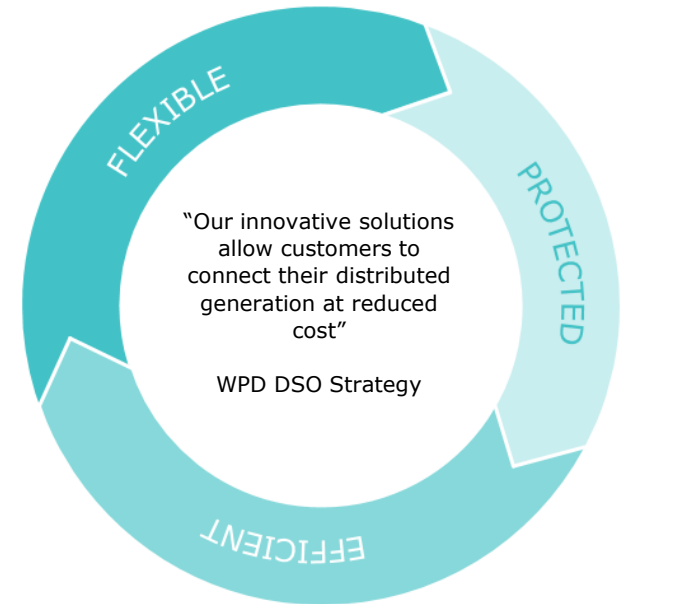 FLEXIBLE
PROTECTED
“Our innovative solutions
allow customers to
connect their distributed
generation at reduced
cost”
WPD DSO Strategy
EFFICIENT